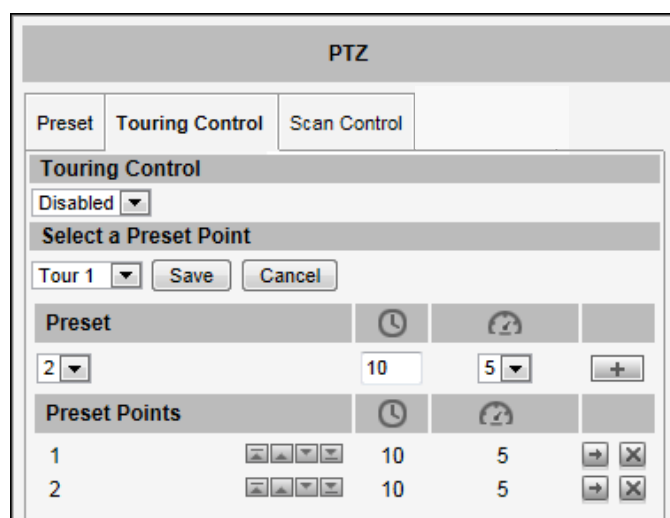 PTZ
Preset Touring Control Scan Control
Touring Control
Disabled
Select a Preset Point
Tour 1 Save Cancel
Preset
2 10 5 +
Preset Points
1 10 5
2 10 5